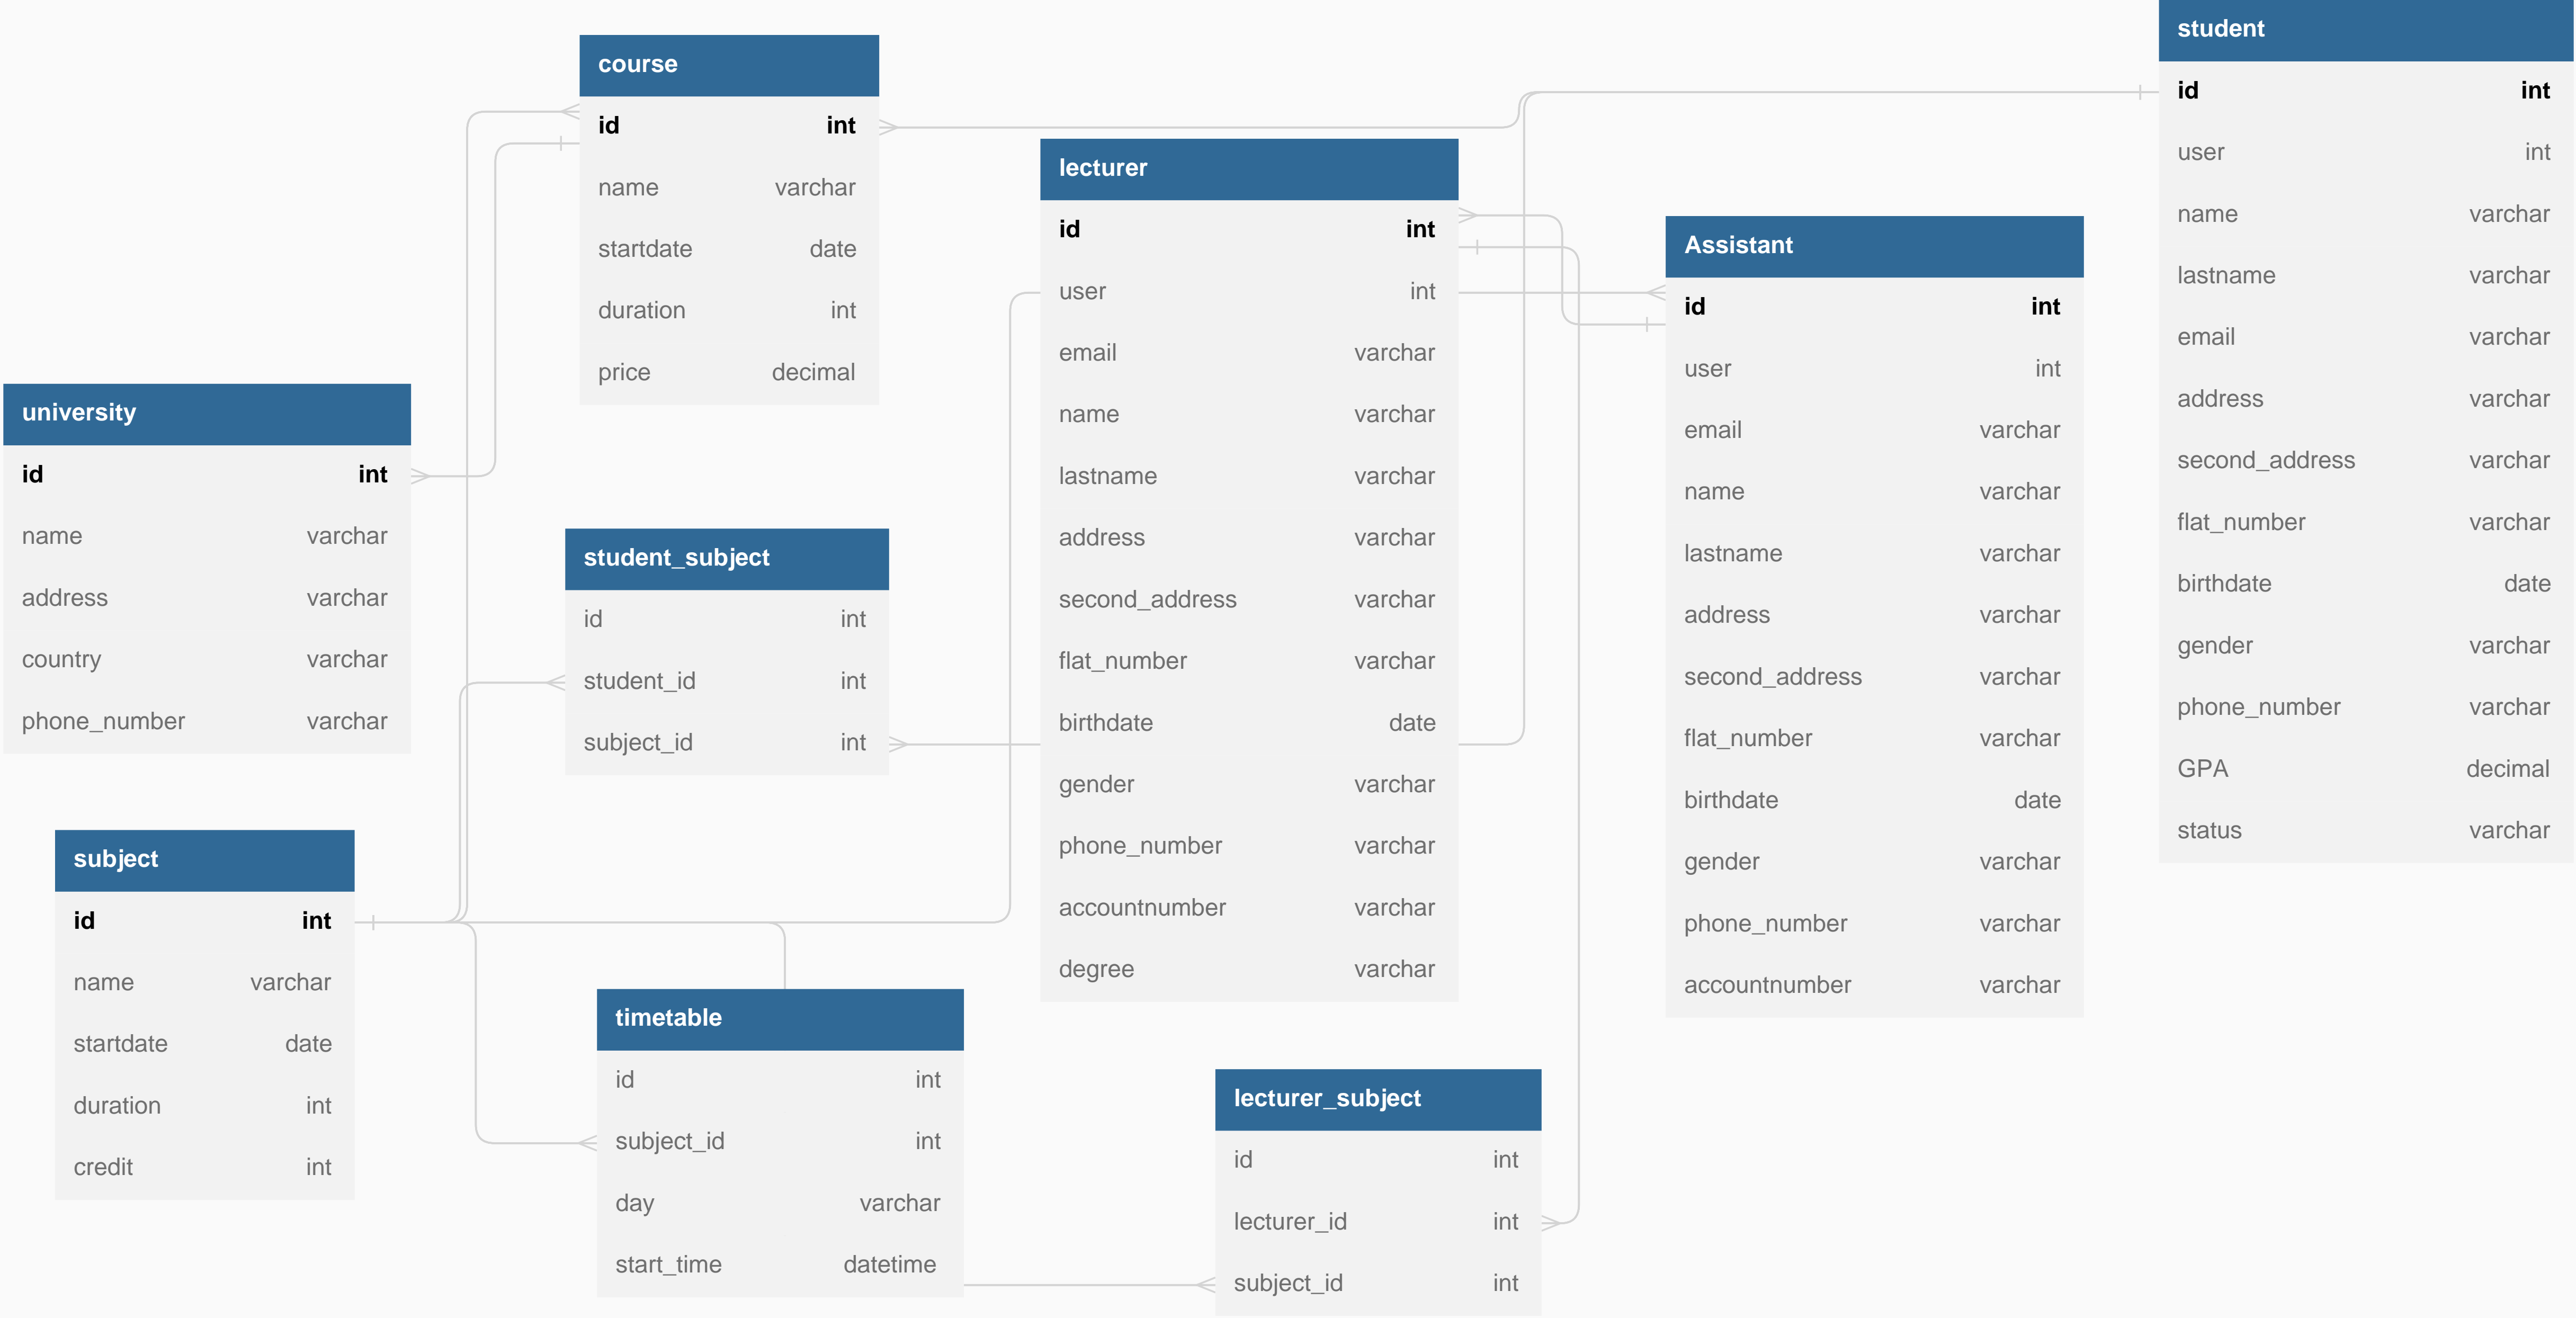 course
id int
name varchar
startdate date
duration int
price decimal
university
id int
name varchar
address varchar
country varchar
phone_number varchar
student_subject
id int
student_id int
subject_id int
subject
id int
name varchar
startdate date
duration int
credit int
timetable
id int
subject_id int
day varchar
start_time datetime
lecturer
id int
user int
email varchar
name varchar
lastname varchar
address varchar
second_address varchar
flat_number varchar
birthdate date
gender varchar
phone_number varchar
accountnumber varchar
degree varchar
lecturer_subject
id int
lecturer_id int
subject_id int
Assistant
id int
user int
email varchar
name varchar
lastname varchar
address varchar
second_address varchar
flat_number varchar
birthdate date
gender varchar
phone_number varchar
accountnumber varchar
student
id int
user int
name varchar
lastname varchar
email varchar
address varchar
second_address varchar
flat_number varchar
birthdate date
gender varchar
phone_number varchar
GPA decimal
status varchar